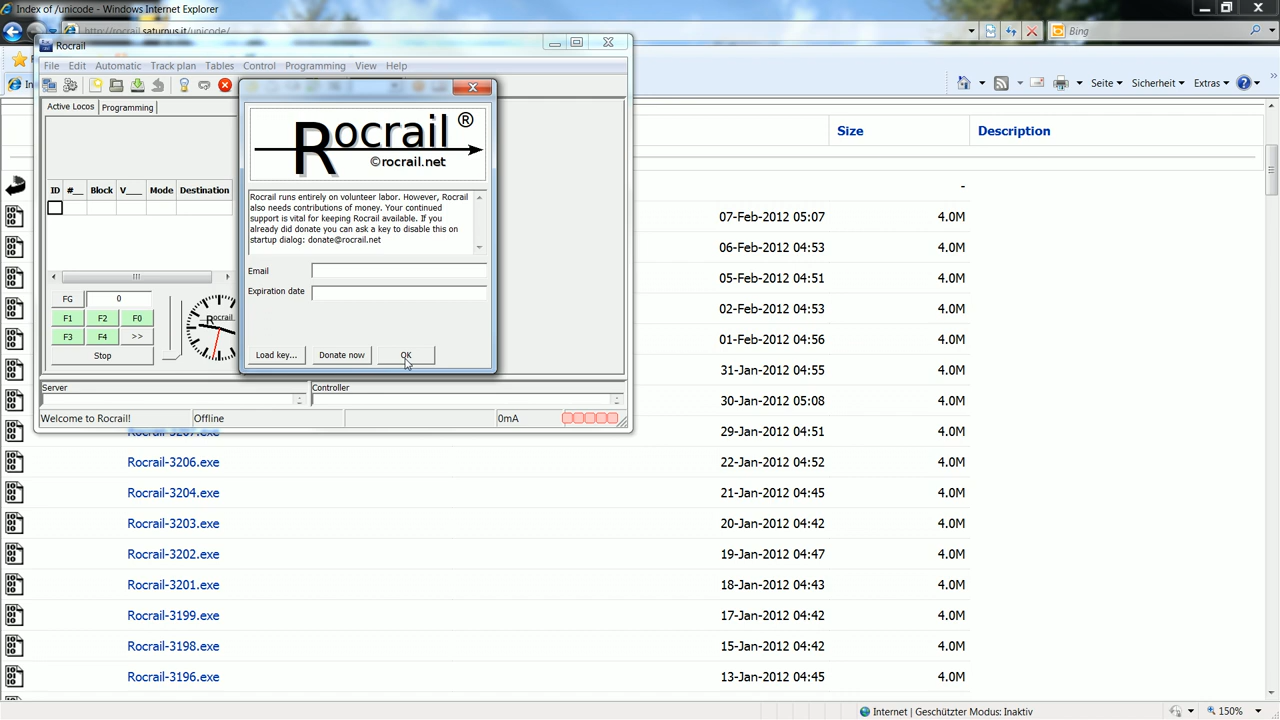 Index of /unicode - Windows Internet Explorer
http://rocrail.saturnus.it/unicode/
Bing
Rocrail
File Edit Automatic Track plan Tables Control Programming View Help
Seite Sicherheit Extras
Active Locos Programming
Rocrail ®
©rocrail.net
Size Description
ID #__ Block V___ Mode Destination
Rocrail runs entirely on volunteer labor. However, Rocrail
also needs contributions of money. Your continued
support is vital for keeping Rocrail available. If you
already did donate you can ask a key to disable this on
startup dialog: donate@rocrail.net
Email
Expiration date
FG 0
F1 F2 F0
F3 F4 >>
Stop
Rocrail
Load key... Donate now OK
Server Controller
Welcome to Rocrail! Offline 0mA
-
07-Feb-2012 05:07 4.0M
06-Feb-2012 04:53 4.0M
05-Feb-2012 04:51 4.0M
02-Feb-2012 04:53 4.0M
01-Feb-2012 04:56 4.0M
31-Jan-2012 04:55 4.0M
30-Jan-2012 05:08 4.0M
Rocrail-3207.exe 29-Jan-2012 04:51 4.0M
Rocrail-3206.exe 22-Jan-2012 04:52 4.0M
Rocrail-3204.exe 21-Jan-2012 04:45 4.0M
Rocrail-3203.exe 20-Jan-2012 04:42 4.0M
Rocrail-3202.exe 19-Jan-2012 04:47 4.0M
Rocrail-3201.exe 18-Jan-2012 04:43 4.0M
Rocrail-3199.exe 17-Jan-2012 04:42 4.0M
Rocrail-3198.exe 15-Jan-2012 04:42 4.0M
Rocrail-3196.exe 13-Jan-2012 04:45 4.0M
Internet | Geschützter Modus: Inaktiv 150%